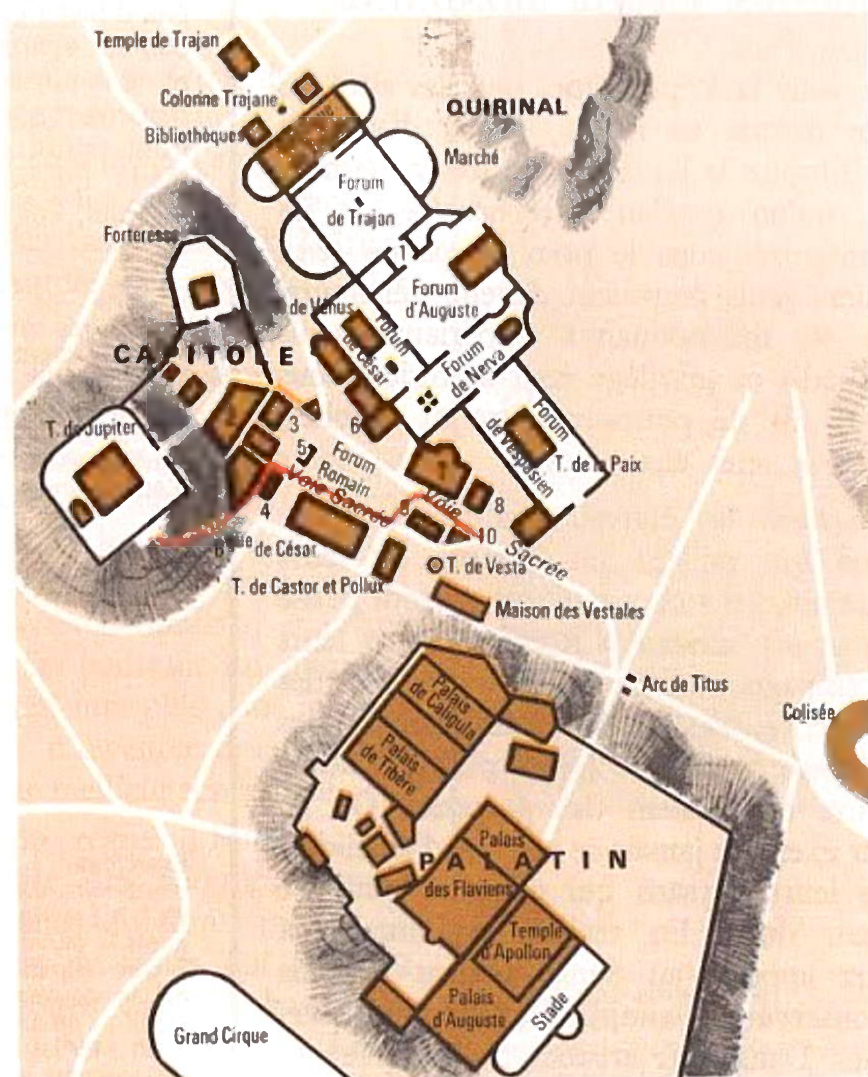 Temple de Trajan
Colonne Trajane
Bibliothèques
QUIRINAL
Marché
Forum
de Trajan
Forteresse
1
Forum
d'Auguste
de Vénus
Forum
de César
Forum
de Nerva
CAPITOLE
2
3
6
5
Forum
Romain
T. de Jupiter
Forum
de Vespasien
T. de la Paix
7
8
4
Voie Sacrée
Voie
10
Sacrée
de César
T. de Vesta
T. de Castor et Pollux
Maison des Vestales
Arc de Titus
Colisée
Palais
de Caligula
Palais
de Tibère
PALATIN
Palais
des Flaviens
Temple
d'Apollon
Palais
d'Auguste
Stade
Grand Cirque